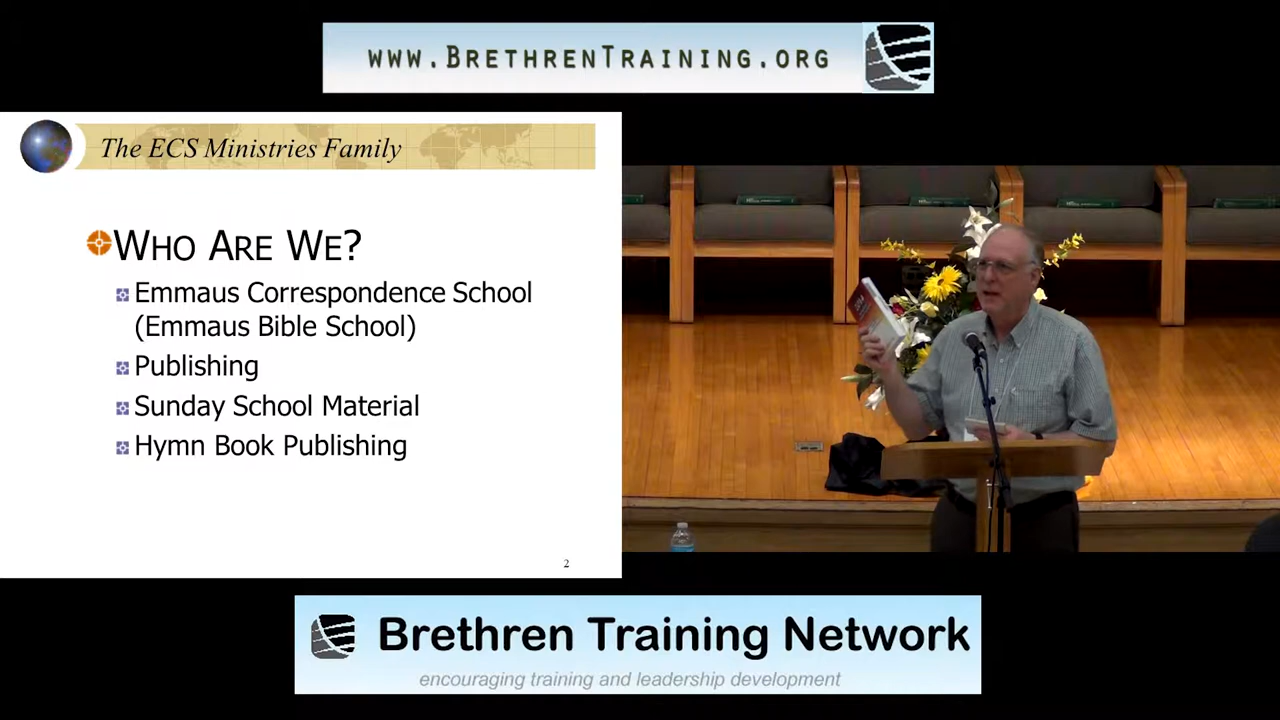 www.BrethrenTraining.org
The ECS Ministries Family
WHO ARE WE?
Emmaus Correspondence School
(Emmaus Bible School)
Publishing
Sunday School Material
Hymn Book Publishing
2
Brethren Training Network
encouraging training and leadership development